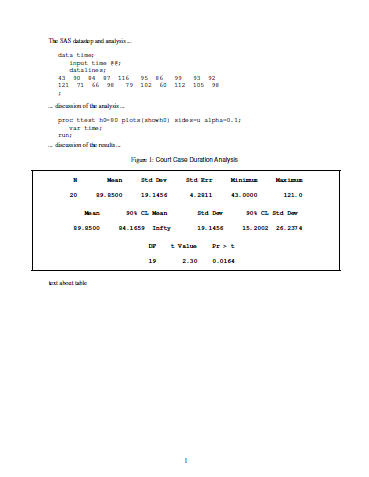 The SAS datastep and analysis ...
data time;
input time @@;
datalines;
43 90 84 87 116 95 86 99 93 92
121 71 66 98 79 102 60 112 105 98
;
... discussion of the analysis ...
proc ttest h0=80 plots(showh0) sides=u alpha=0.1;
var time;
run;
... discussion of the results ...
Figure 1: Court Case Duration Analysis
N Mean Std Dev Std Err Minimum Maximum
20 89.8500 19.1456 4.2811 43.0000 121.0
Mean 90% CL Mean Std Dev 90% CL Std Dev
89.8500 84.1659 Infty 19.1456 15.2002 26.2374
DF t Value Pr > t
19 2.30 0.0164
text about table
1